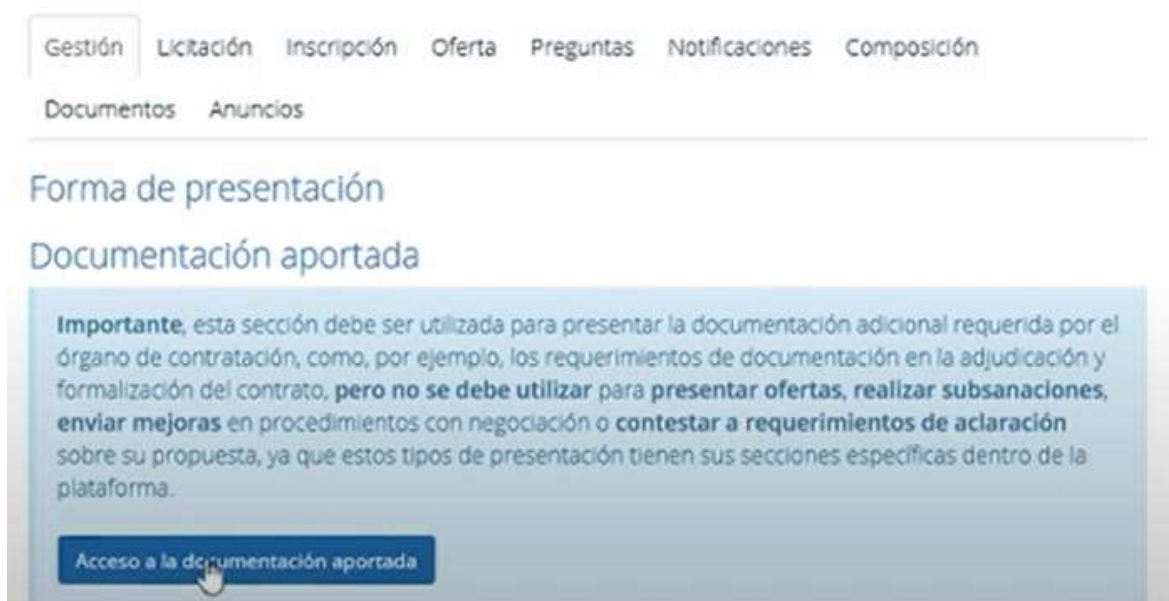 Gestión Licitación Inscripción Oferta Preguntas Notificaciones Composición
Documentos Anuncios
Forma de presentación
Documentación aportada
Importante, esta sección debe ser utilizada para presentar la documentación adicional requerida por el
órgano de contratación, como, por ejemplo, los requerimientos de documentación en la adjudicación y
formalización del contrato, pero no se debe utilizar para presentar ofertas, realizar subsanaciones,
enviar mejoras en procedimientos con negociación o contestar a requerimientos de aclaración
sobre su propuesta, ya que estos tipos de presentación tienen sus secciones específicas dentro de la
plataforma.
Acceso a la documentación aportada